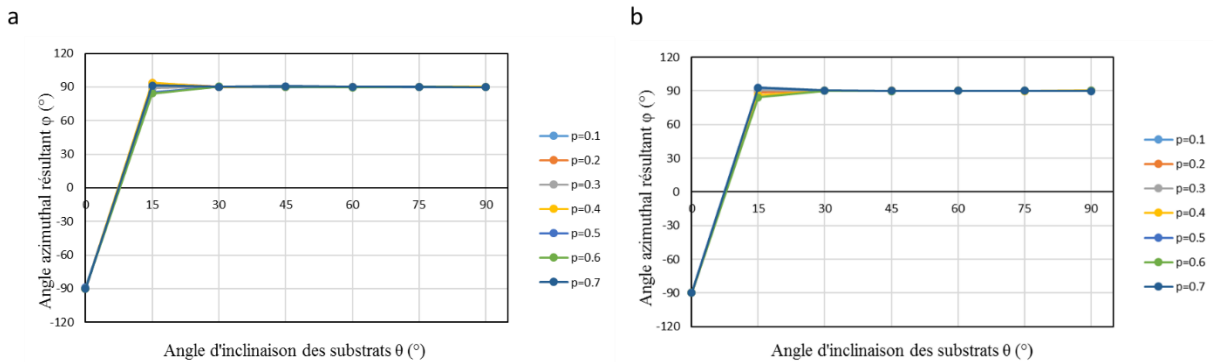 a
120
90
60
30
0
-30
-60
-90
-120
0 15 30 45 60 75 90
Angle azimuthal résultant φ (°)
Angle d'inclinaison des substrats θ (°)
p=0.1
p=0.2
p=0.3
p=0.4
p=0.5
p=0.6
p=0.7
b
120
90
60
30
0
-30
-60
-90
-120
0 15 30 45 60 75 90
Angle azimuthal résultant φ (°)
Angle d'inclinaison des substrats θ (°)
p=0.1
p=0.2
p=0.3
p=0.4
p=0.5
p=0.6
p=0.7